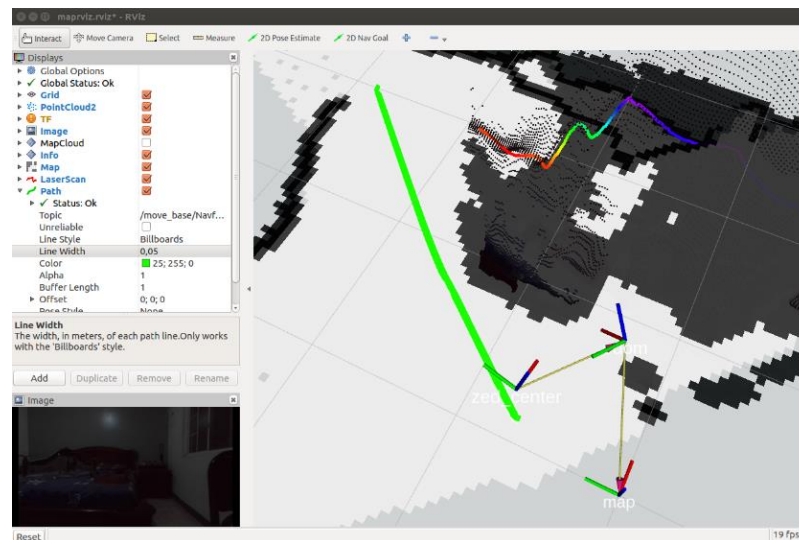 maprviz.rviz* - RViz
Interact Move Camera Select Measure 2D Pose Estimate 2D Nav Goal
Displays
Global Options
Global Status: Ok
Grid
PointCloud2
TF
Image
MapCloud
Info
Map
LaserScan
Path
Status: Ok
Topic /move_base/Navf...
Unreliable
Line Style Billboards
Line Width 0,05
Color 25; 255; 0
Alpha 1
Buffer Length 1
Offset 0; 0; 0
Pose Style None
Line Width
The width, in meters, of each path line.Only works
with the 'Billboards' style.
Add Duplicate Remove Rename
Image
zed_center
map
Reset
19 fps